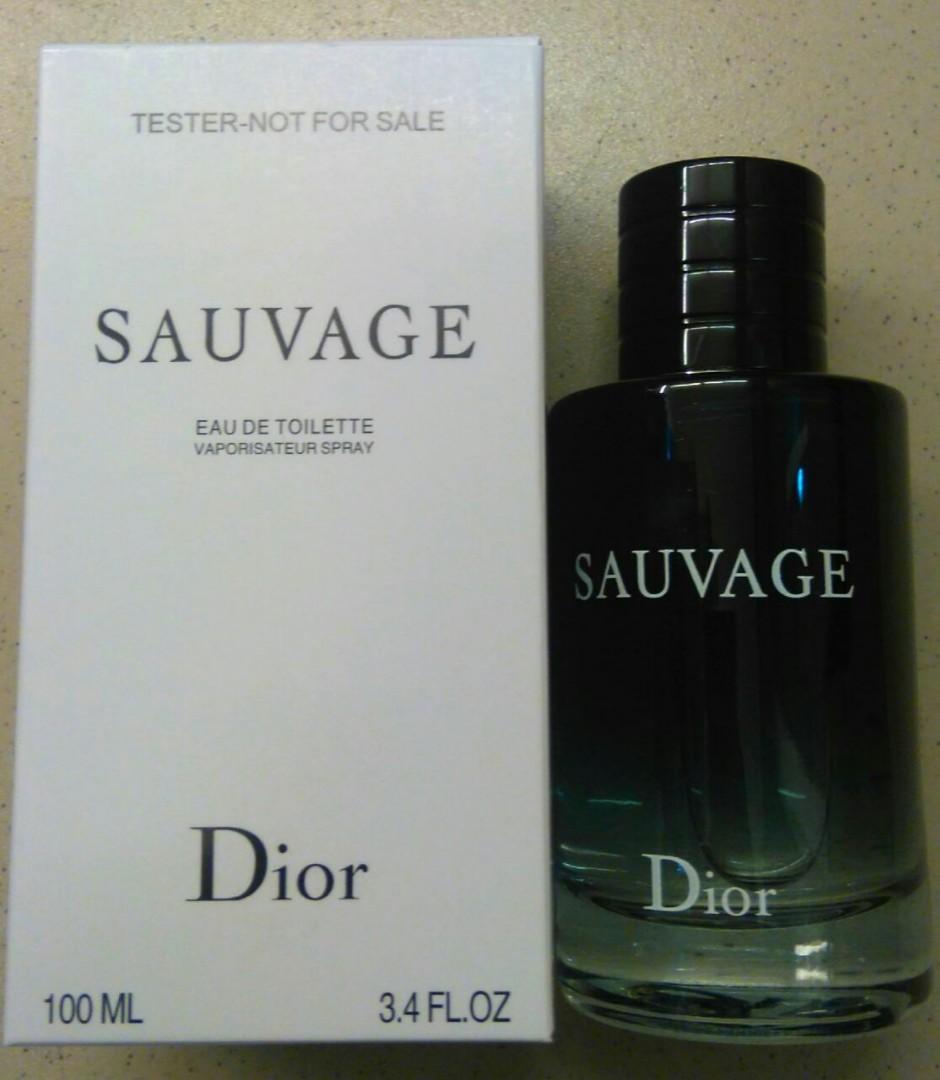 TESTER-NOT FOR SALE
SAUVAGE
EAU DE TOILETTE
VAPORISATEUR SPRAY
Dior
100 ML 3.4 FL.OZ
SAUVAGE
Dior